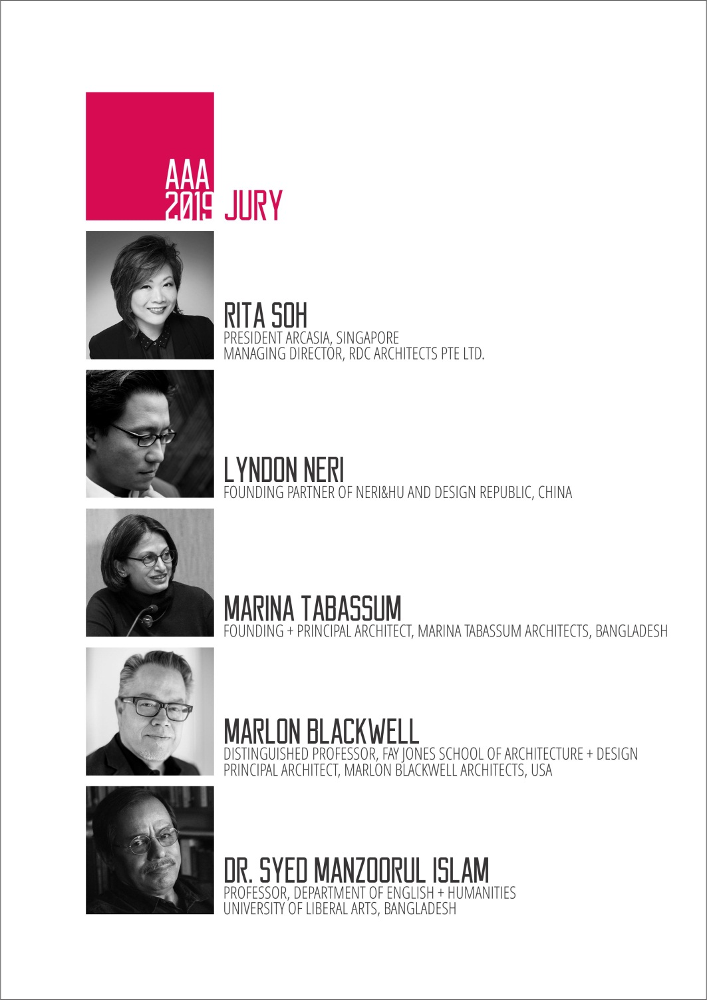 AAA
2019 JURY
RITA SOH
PRESIDENT ARCASIA, SINGAPORE
MANAGING DIRECTOR, RDC ARCHITECTS PTE LTD.
LYNDON NERI
FOUNDING PARTNER OF NERI&HU AND DESIGN REPUBLIC, CHINA
MARINA TABASSUM
FOUNDING + PRINCIPAL ARCHITECT, MARINA TABASSUM ARCHITECTS, BANGLADESH
MARLON BLACKWELL
DISTINGUISHED PROFESSOR, FAY JONES SCHOOL OF ARCHITECTURE + DESIGN
PRINCIPAL ARCHITECT, MARLON BLACKWELL ARCHITECTS, USA
DR. SYED MANZOORUL ISLAM
PROFESSOR, DEPARTMENT OF ENGLISH + HUMANITIES
UNIVERSITY OF LIBERAL ARTS, BANGLADESH